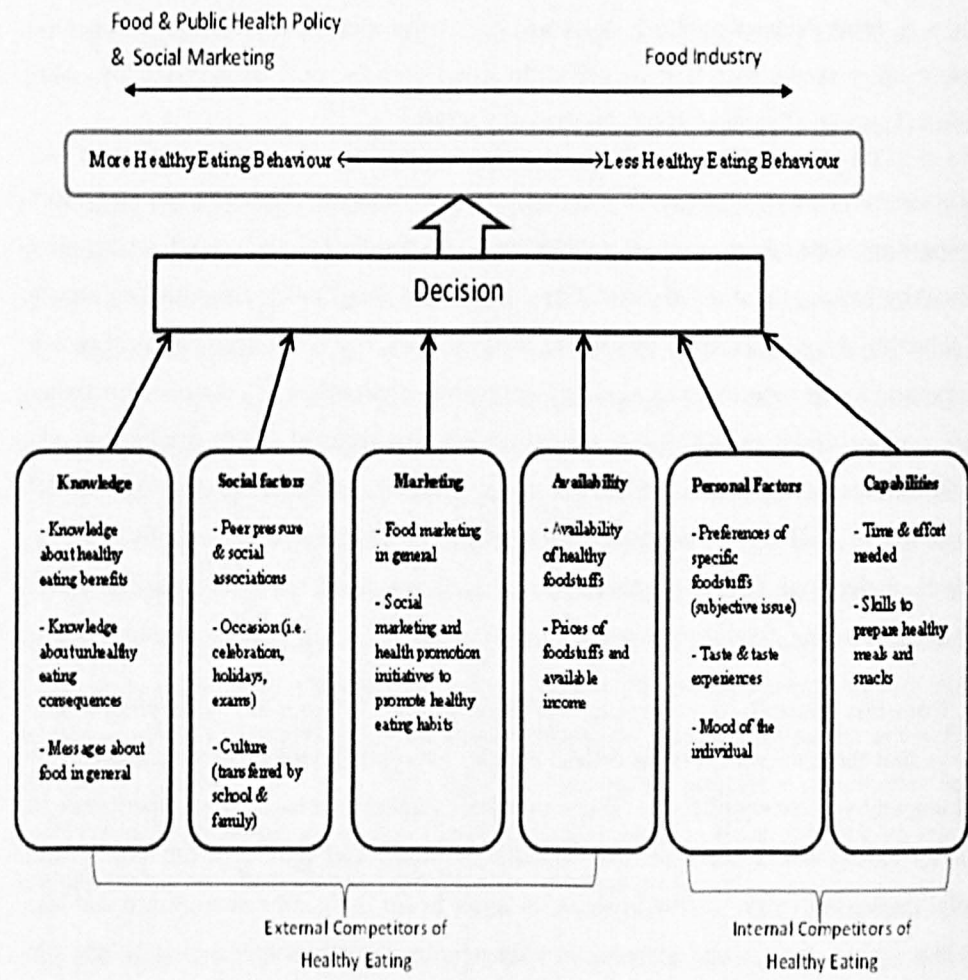 Food & Public Health Policy
& Social Marketing
Food Industry
More Healthy Eating Behaviour
Less Healthy Eating Behaviour
Decision
Knowledge
- Knowledge
about healthy
eating benefits
- Knowledge
about unhealthy
eating
consequences
- Messages about
food in general
Social factors
- Peer pressure
& social
associations
- Occasion (i.e.
celebration,
holidays,
exams)
- Culture
(transferred by
school &
family)
Marketing
- Food marketing
in general
- Social
marketing and
health promotion
initiatives to
promote healthy
eating habits
Availability
- Availability
of healthy
foodstuffs
- Prices of
foodstuffs and
available
income
Personal Factors
- Preferences of
specific
foodstuffs
(subjective issue)
- Taste & taste
experiences
- Mood of the
individual
Capabilities
- Time & effort
needed
- Skills to
prepare healthy
meals and
snacks
External Competitors of
Healthy Eating
Internal Competitors of
Healthy Eating